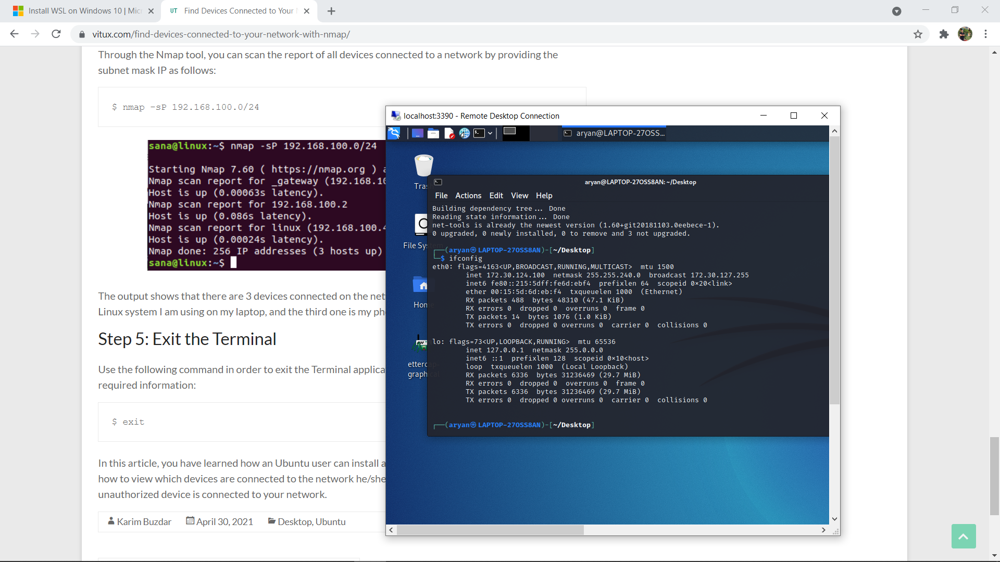 Install WSL on Windows 10 | Mic
UT Find Devices Connected to Your
vitux.com/find-devices-connected-to-your-network-with-nmap/
Through the Nmap tool, you can scan the report of all devices connected to a network by providing the
subnet mask IP as follows:
$ nmap -sP 192.168.100.0/24
sana@linux:~$ nmap -sP 192.168.100.0/24
Starting Nmap 7.60 ( https://nmap.org )
Nmap scan report for _gateway (192.168.10
Host is up (0.00063s latency).
Nmap scan report for 192.168.100.2
Host is up (0.086s latency).
Nmap scan report for linux (192.168.100.4
Host is up (0.00024s latency).
Nmap done: 256 IP addresses (3 hosts up)
sana@linux:~$
The output shows that there are 3 devices connected on the net
Linux system I am using on my laptop, and the third one is my ph
Step 5: Exit the Terminal
Use the following command in order to exit the Terminal applica
required information:
$ exit
In this article, you have learned how an Ubuntu user can install a
how to view which devices are connected to the network he/she
unauthorized device is connected to your network.
Karim Buzdar April 30, 2021 Desktop, Ubuntu
localhost:3390 - Remote Desktop Connection
aryan@LAPTOP-27OSS...
Trash
File System
Home
ettercap-
graphical
aryan@LAPTOP-27OSS8AN: ~/Desktop
File Actions Edit View Help
Building dependency tree... Done
Reading state information... Done
net-tools is already the newest version (1.60+git20181103.0eebece-1).
0 upgraded, 0 newly installed, 0 to remove and 3 not upgraded.
(aryan㉿LAPTOP-27OSS8AN)-[~/Desktop]
$ ifconfig
eth0: flags=4163<UP,BROADCAST,RUNNING,MULTICAST> mtu 1500
inet 172.30.124.100 netmask 255.255.240.0 broadcast 172.30.127.255
inet6 fe80::215:5dff:fe6d:ebf4 prefixlen 64 scopeid 0×20<link>
ether 00:15:5d:6d:eb:f4 txqueuelen 1000 (Ethernet)
RX packets 488 bytes 48310 (47.1 KiB)
RX errors 0 dropped 0 overruns 0 frame 0
TX packets 14 bytes 1076 (1.0 KiB)
TX errors 0 dropped 0 overruns 0 carrier 0 collisions 0
lo: flags=73<UP,LOOPBACK,RUNNING> mtu 65536
inet 127.0.0.1 netmask 255.0.0.0
inet6 ::1 prefixlen 128 scopeid 0×10<host>
loop txqueuelen 1000 (Local Loopback)
RX packets 6336 bytes 31236469 (29.7 MiB)
RX errors 0 dropped 0 overruns 0 frame 0
TX packets 6336 bytes 31236469 (29.7 MiB)
TX errors 0 dropped 0 overruns 0 carrier 0 collisions 0
(aryan㉿LAPTOP-27OSS8AN)-[~/Desktop]